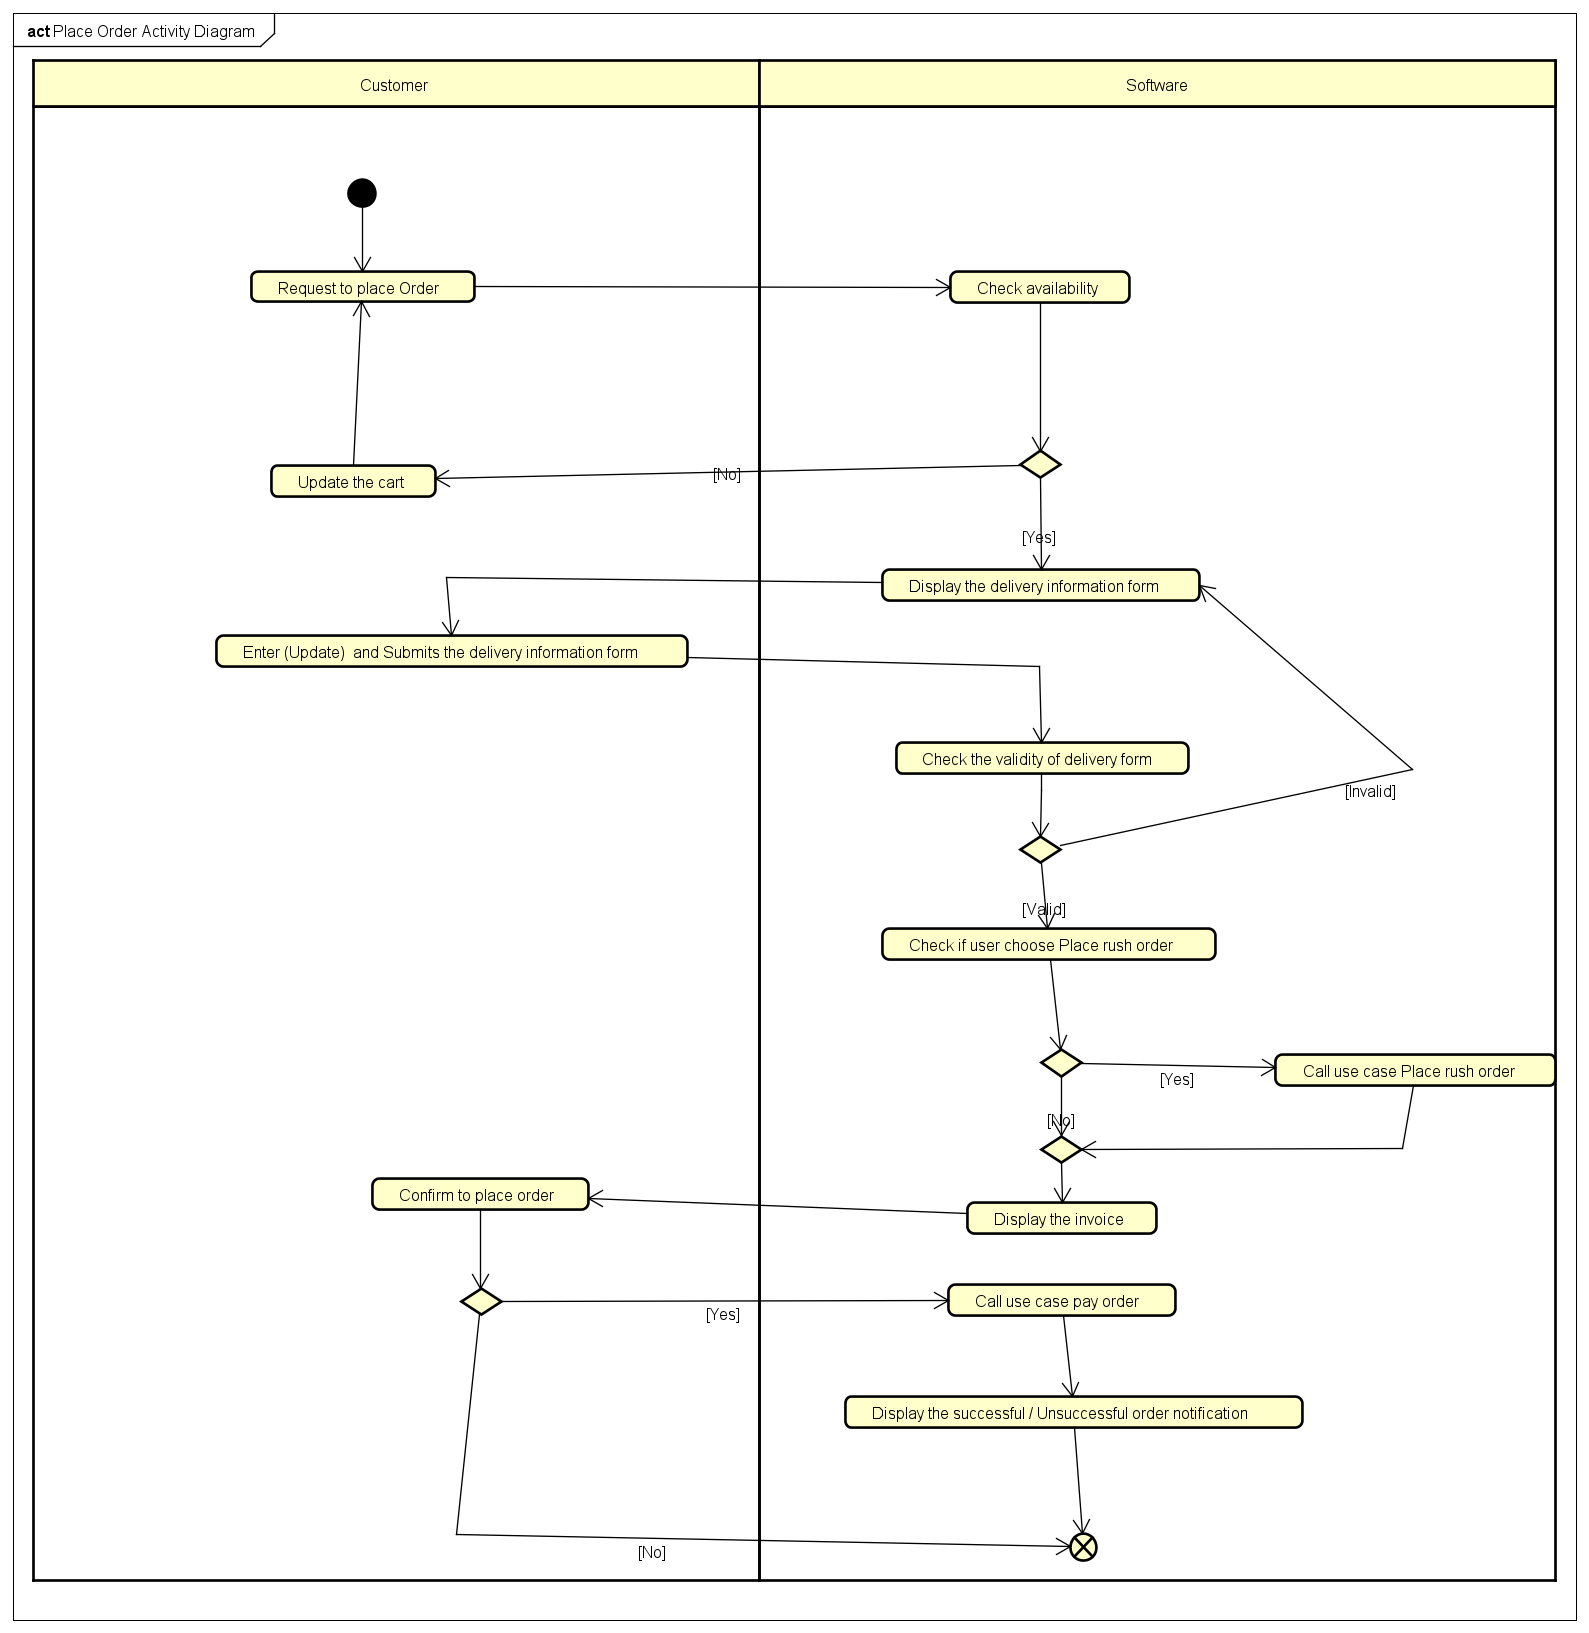 act Place Order Activity Diagram
Customer
Software
Request to place Order
Check availability
Update the cart
[No]
[Yes]
Display the delivery information form
Enter (Update)  and Submits the delivery information form
Check the validity of delivery form
[Invalid]
[Valid]
Check if user choose Place rush order
[Yes]
Call use case Place rush order
[No]
Confirm to place order
Display the invoice
[Yes]
Call use case pay order
Display the successful / Unsuccessful order notification
[No]